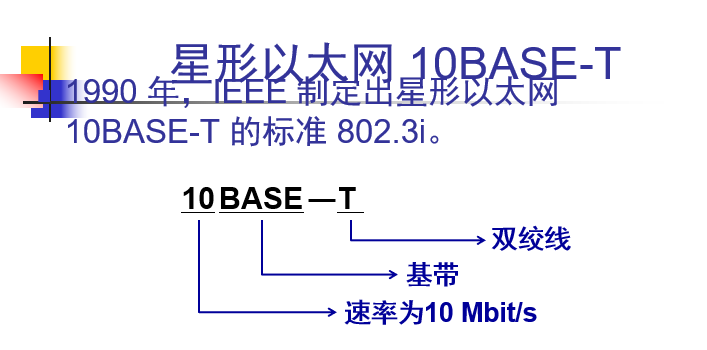 星形以太网 10BASE-T
1990 年，IEEE 制定出星形以太网
10BASE-T 的标准 802.3i。
10 BASE — T
双绞线
基带
速率为10 Mbit/s